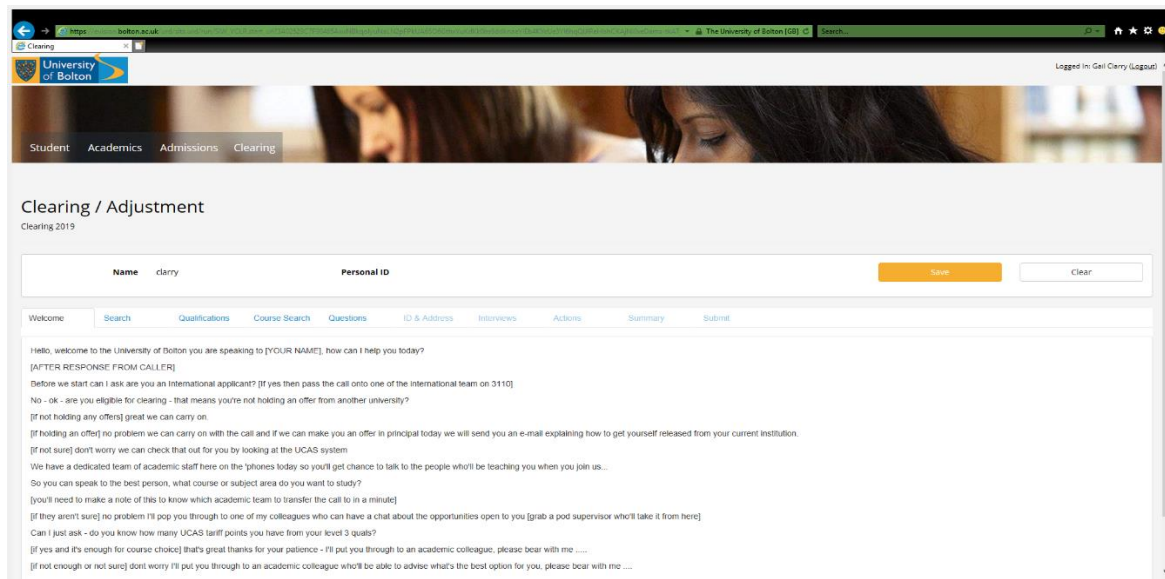 https
bolton.ac.uk
The University of Bolton [GB]
Search...
Clearing
University
of Bolton
Logged In: Gail Clarry (Logout)
Student Academics Admissions Clearing
Clearing / Adjustment
Clearing 2019
Name clarry Personal ID Save Clear
Welcome Search Qualifications Course Search Questions ID & Address Interviews Actions Summary Submit
Hello, welcome to the University of Bolton you are speaking to [YOUR NAME], how can I help you today?
[AFTER RESPONSE FROM CALLER]
Before we start can I ask are you an International applicant? [If yes then pass the call onto one of the international team on 3110]
No - ok - are you eligible for clearing - that means you're not holding an offer from another university?
[if not holding any offers] great we can carry on.
[if holding an offer] no problem we can carry on with the call and if we can make you an offer in principal today we will send you an e-mail explaining how to get yourself released from your current institution.
[if not sure] don't worry we can check that out for you by looking at the UCAS system
We have a dedicated team of academic staff here on the 'phones today so you'll get chance to talk to the people who'll be teaching you when you join us...
So you can speak to the best person, what course or subject area do you want to study?
[you'll need to make a note of this to know which academic team to transfer the call to in a minute]
[if they aren't sure] no problem I'll pop you through to one of my colleagues who can have a chat about the opportunities open to you [grab a pod supervisor who'll take it from here]
Can I just ask - do you know how many UCAS tariff points you have from your level 3 quals?
[if yes and it's enough for course choice] that's great thanks for your patience - I'll put you through to an academic colleague, please bear with me .....
[if not enough or not sure] dont worry I'll put you through to an academic colleague who'll be able to advise what's the best option for you, please bear with me ....